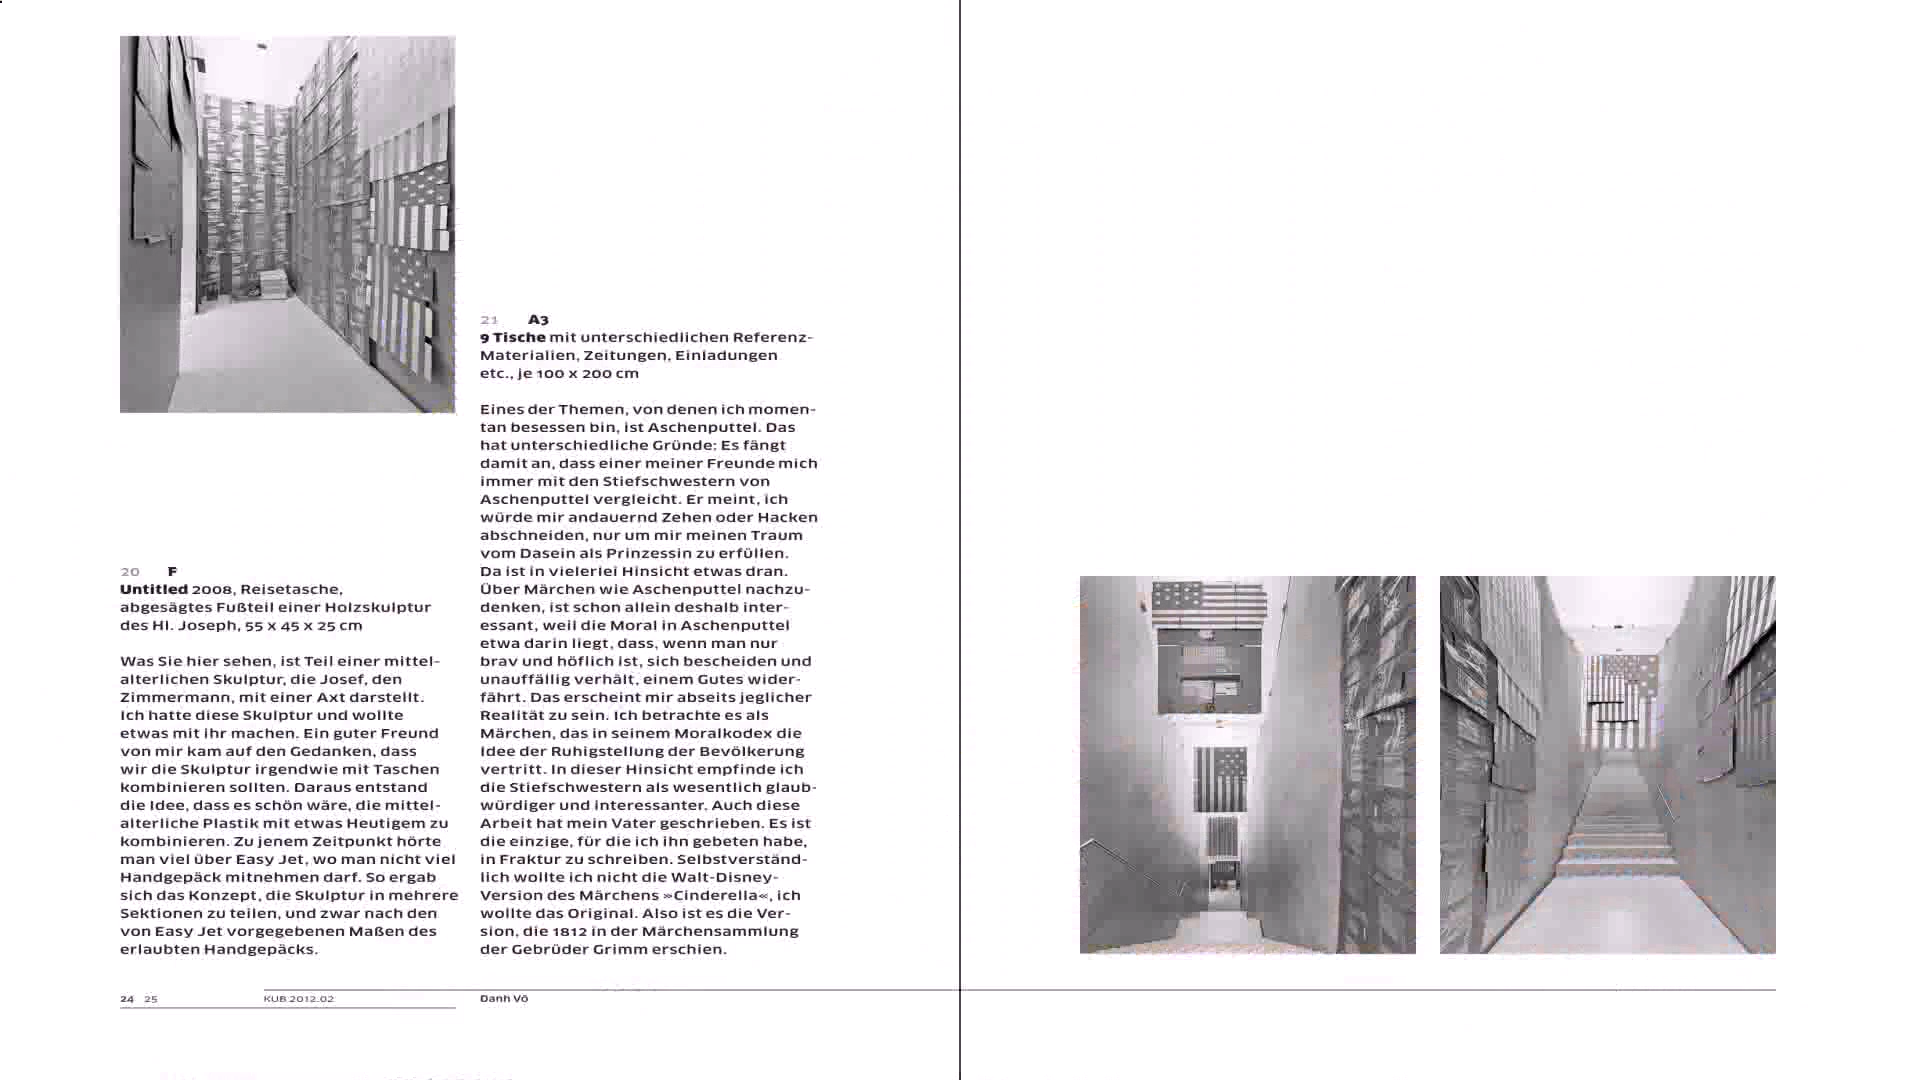 20 F
Untitled 2008, Reisetasche,
abgesägtes Fußteil einer Holzskulptur
des Hl. Joseph, 55 x 45 x 25 cm
Was Sie hier sehen, ist Teil einer mittel-
alterlichen Skulptur, die Josef, den
Zimmermann, mit einer Axt darstellt.
Ich hatte diese Skulptur und wollte
etwas mit ihr machen. Ein guter Freund
von mir kam auf den Gedanken, dass
wir die Skulptur irgendwie mit Taschen
kombinieren sollten. Daraus entstand
die Idee, dass es schön wäre, die mittel-
alterliche Plastik mit etwas Heutigem zu
kombinieren. Zu jenem Zeitpunkt hörte
man viel über Easy Jet, wo man nicht viel
Handgepäck mitnehmen darf. So ergab
sich das Konzept, die Skulptur in mehrere
Sektionen zu teilen, und zwar nach den
von Easy Jet vorgegebenen Maßen des
erlaubten Handgepäcks.
21 A3
9 Tische mit unterschiedlichen Referenz-
Materialien, Zeitungen, Einladungen
etc., je 100 x 200 cm
Eines der Themen, von denen ich momen-
tan besessen bin, ist Aschenputtel. Das
hat unterschiedliche Gründe: Es fängt
damit an, dass einer meiner Freunde mich
immer mit den Stiefschwestern von
Aschenputtel vergleicht. Er meint, ich
würde mir andauernd Zehen oder Hacken
abschneiden, nur um mir meinen Traum
vom Dasein als Prinzessin zu erfüllen.
Da ist in vielerlei Hinsicht etwas dran.
Über Märchen wie Aschenputtel nachzu-
denken, ist schon allein deshalb inter-
essant, weil die Moral in Aschenputtel
etwa darin liegt, dass, wenn man nur
brav und höflich ist, sich bescheiden und
unauffällig verhält, einem Gutes wider-
fährt. Das erscheint mir abseits jeglicher
Realität zu sein. Ich betrachte es als
Märchen, das in seinem Moralkodex die
Idee der Ruhigstellung der Bevölkerung
vertritt. In dieser Hinsicht empfinde ich
die Stiefschwestern als wesentlich glaub-
würdiger und interessanter. Auch diese
Arbeit hat mein Vater geschrieben. Es ist
die einzige, für die ich ihn gebeten habe,
in Fraktur zu schreiben. Selbstverständ-
lich wollte ich nicht die Walt-Disney-
Version des Märchens »Cinderella«, ich
wollte das Original. Also ist es die Ver-
sion, die 1812 in der Märchensammlung
der Gebrüder Grimm erschien.
24 25 KUB 2012.02 Danh Võ